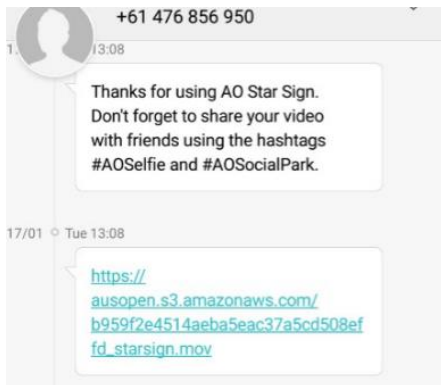 +61 476 856 950
13:08
Thanks for using AO Star Sign.
Don't forget to share your video
with friends using the hashtags
#AOSelfie and #AOSocialPark.
17/01 Tue 13:08
https://
ausopen.s3.amazonaws.com/
b959f2e4514aeba5eac37a5cd508ef
fd_starsign.mov